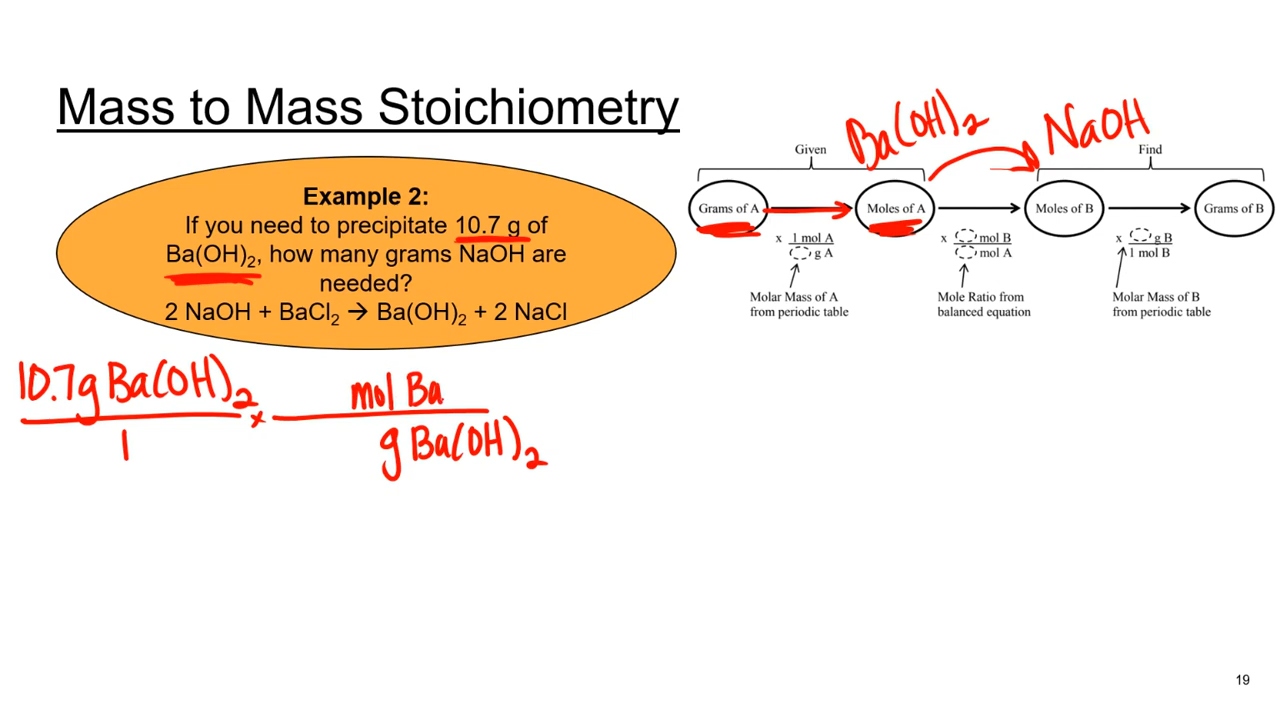 Mass to Mass Stoichiometry
Example 2:
If you need to precipitate 10.7 g of
Ba(OH)₂, how many grams NaOH are
needed?
2 NaOH + BaCl₂ → Ba(OH)₂ + 2 NaCl
Ba(OH)₂ NaOH
Given Find
Grams of A Moles of A Moles of B Grams of B
x 1 mol A x mol B x g B
g A mol A 1 mol B
Molar Mass of A Mole Ratio from Molar Mass of B
from periodic table balanced equation from periodic table
10.7g Ba(OH)₂ x mol Ba
1 g Ba(OH)₂
19